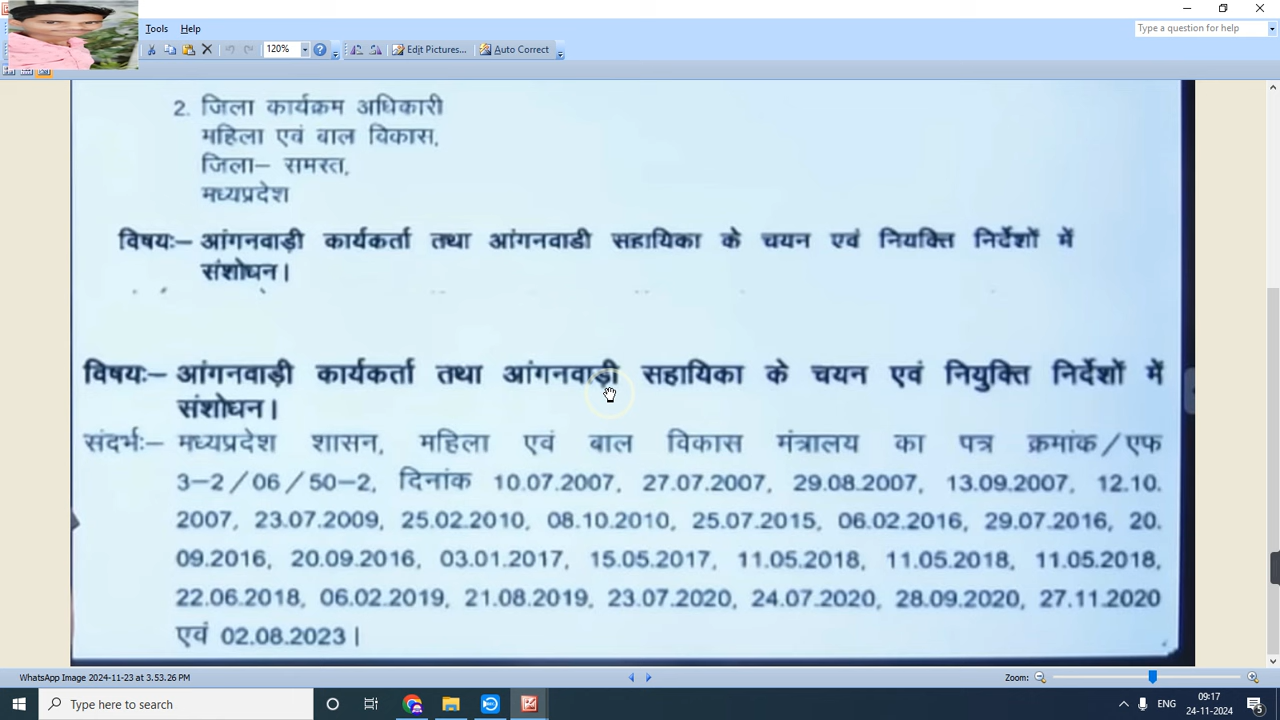 Tools Help
Type a question for help
120%
Edit Pictures...
Auto Correct
2. जिला कार्यक्रम अधिकारी
महिला एवं बाल विकास,
जिला– समस्त,
मध्यप्रदेश
विषयः– आंगनवाड़ी कार्यकर्ता तथा आंगनवाडी सहायिका के चयन एवं नियक्ति निर्देशों में
संशोधन।
विषयः– आंगनवाड़ी कार्यकर्ता तथा आंगनवाड़ी सहायिका के चयन एवं नियुक्ति निर्देशों में
संशोधन।
संदर्भः– मध्यप्रदेश शासन, महिला एवं बाल विकास मंत्रालय का पत्र क्रमांक/एफ
3–2/06/50–2, दिनांक 10.07.2007, 27.07.2007, 29.08.2007, 13.09.2007, 12.10.
2007, 23.07.2009, 25.02.2010, 08.10.2010, 25.07.2015, 06.02.2016, 29.07.2016, 20.
09.2016, 20.09.2016, 03.01.2017, 15.05.2017, 11.05.2018, 11.05.2018, 11.05.2018,
22.06.2018, 06.02.2019, 21.08.2019, 23.07.2020, 24.07.2020, 28.09.2020, 27.11.2020
एवं 02.08.2023।
WhatsApp Image 2024-11-23 at 3.53.26 PM
Zoom:
Type here to search
ENG
09:17
24-11-2024
5